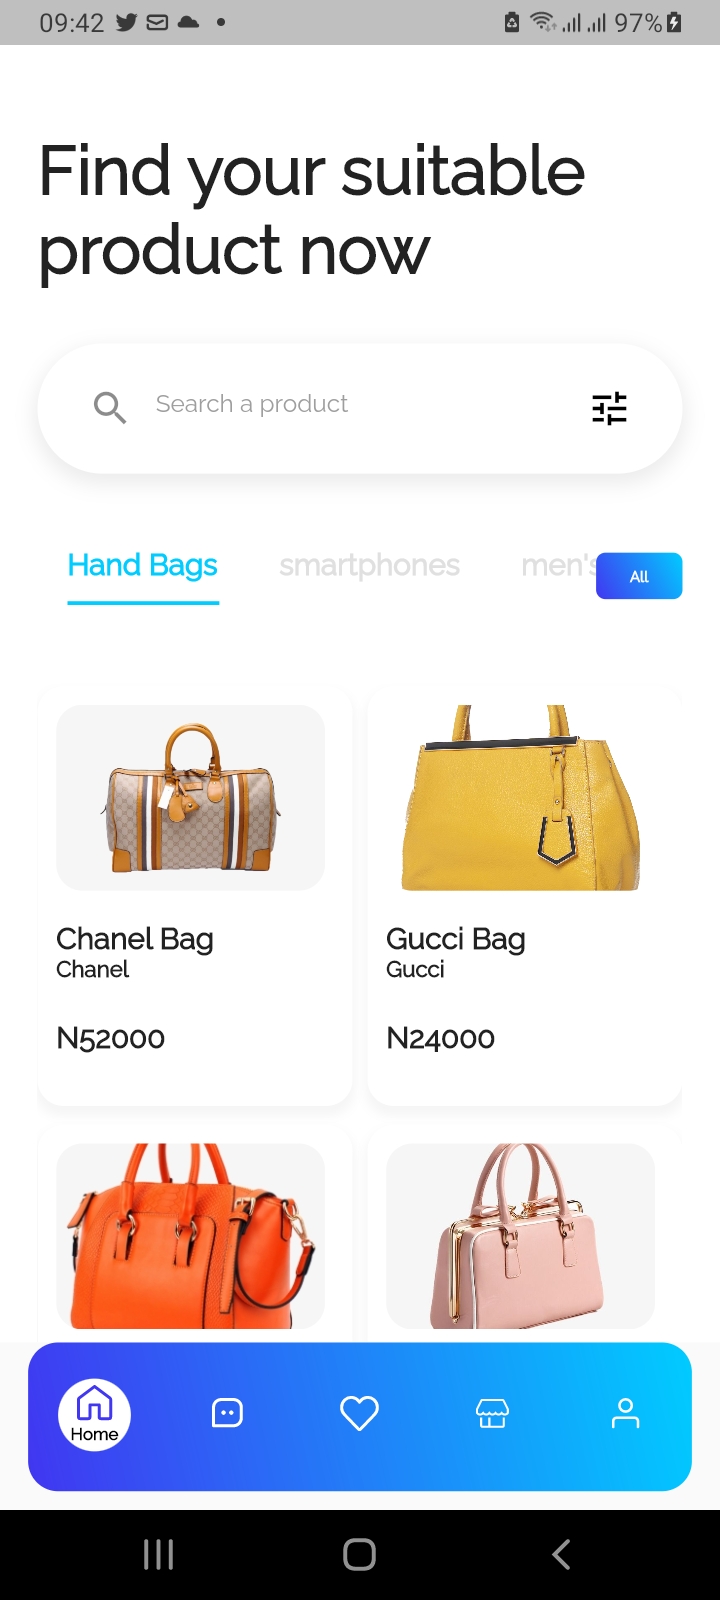 09:42
97%
Find your suitable
product now
Search a product
Hand Bags smartphones men's All
Chanel Bag
Chanel
N52000
Gucci Bag
Gucci
N24000
Home